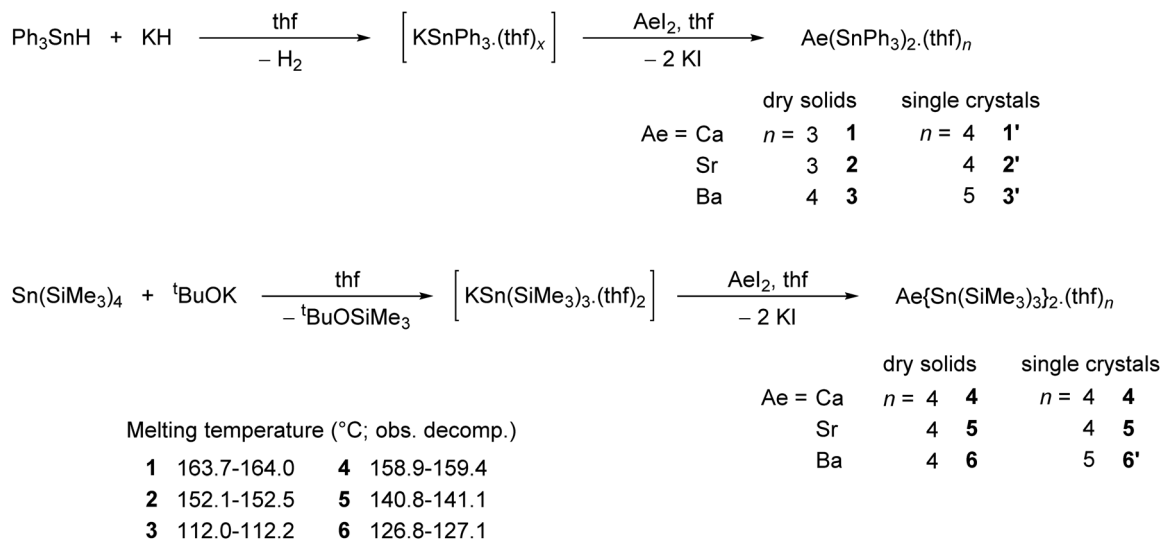 thf AeI₂, thf
Ph₃SnH + KH [KSnPh₃.(thf)ₓ] Ae(SnPh₃)₂.(thf)ₙ
– H₂ – 2 KI
dry solids single crystals
Ae = Ca n = 3 1 n = 4 1'
Sr 3 2 4 2'
Ba 4 3 5 3'
thf AeI₂, thf
Sn(SiMe₃)₄ + ᵗBuOK [KSn(SiMe₃)₃.(thf)₂] Ae{Sn(SiMe₃)₃}₂.(thf)ₙ
– ᵗBuOSiMe₃ – 2 KI
dry solids single crystals
Ae = Ca n = 4 4 n = 4 4
Sr 4 5 4 5
Ba 4 6 5 6'
Melting temperature (°C; obs. decomp.)
1 163.7-164.0 4 158.9-159.4
2 152.1-152.5 5 140.8-141.1
3 112.0-112.2 6 126.8-127.1